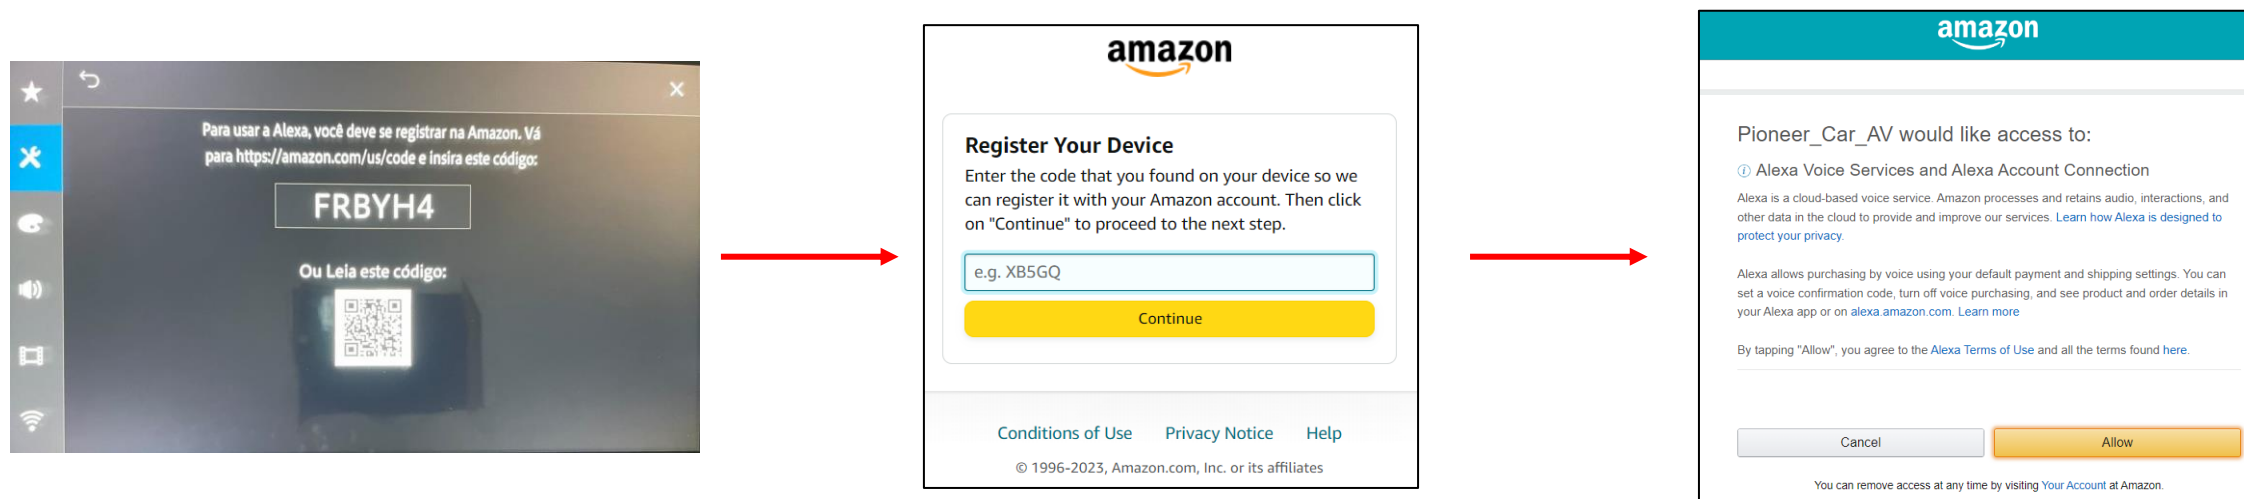 Para usar a Alexa, você deve se registrar na Amazon. Vá
para https://amazon.com/us/code e insira este código:
FRBYH4
Ou Leia este código:
amazon
Register Your Device
Enter the code that you found on your device so we
can register it with your Amazon account. Then click
on "Continue" to proceed to the next step.
e.g. XB5GQ
Continue
Conditions of Use Privacy Notice Help
© 1996-2023, Amazon.com, Inc. or its affiliates
amazon
Pioneer_Car_AV would like access to:
Alexa Voice Services and Alexa Account Connection
Alexa is a cloud-based voice service. Amazon processes and retains audio, interactions, and
other data in the cloud to provide and improve our services. Learn how Alexa is designed to
protect your privacy.
Alexa allows purchasing by voice using your default payment and shipping settings. You can
set a voice confirmation code, turn off voice purchasing, and see product and order details in
your Alexa app or on alexa.amazon.com. Learn more
By tapping "Allow", you agree to the Alexa Terms of Use and all the terms found here.
Cancel
Allow
You can remove access at any time by visiting Your Account at Amazon.